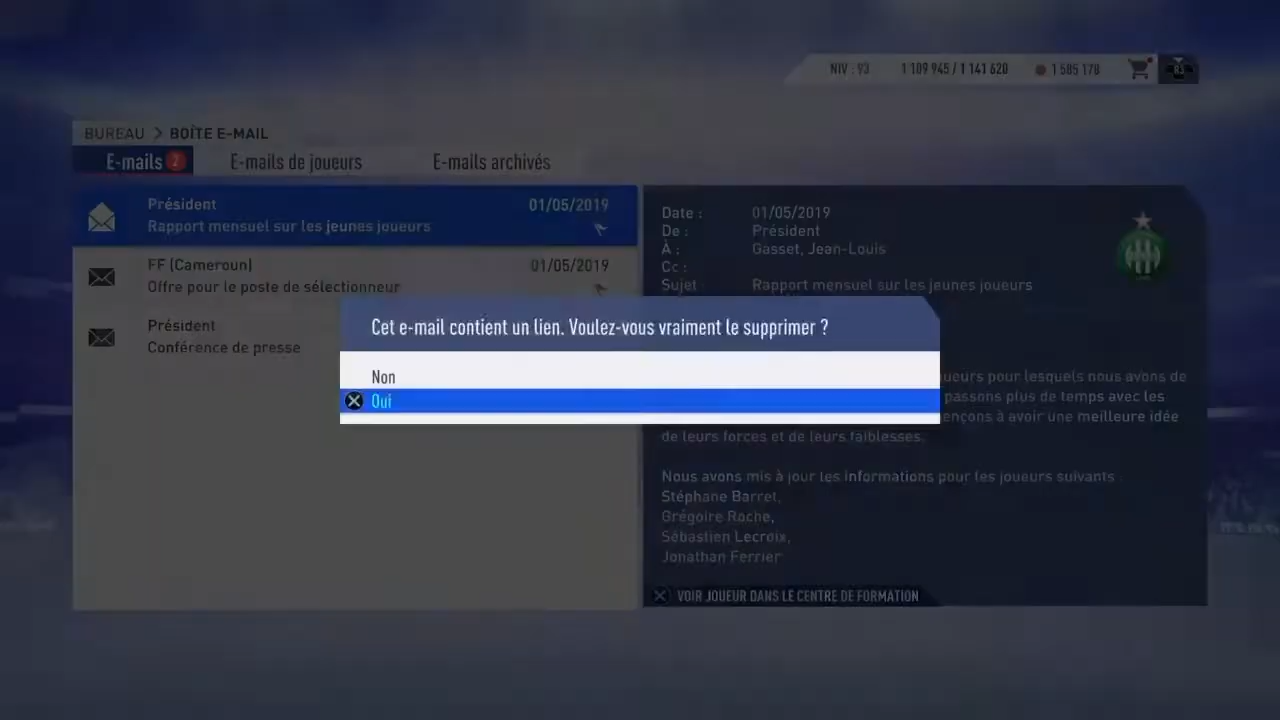 NIV : 93 1 109 945 / 1 141 620 1 585 178
BUREAU > BOÎTE E-MAIL
E-mails 2 E-mails de joueurs E-mails archivés
Président 01/05/2019
Rapport mensuel sur les jeunes joueurs
FF (Cameroun) 01/05/2019
Offre pour le poste de sélectionneur
Président
Conférence de presse
Date : 01/05/2019
De : Président
À : Gasset, Jean-Louis
Cc :
Sujet : Rapport mensuel sur les jeunes joueurs
Cet e-mail contient un lien. Voulez-vous vraiment le supprimer ?
Non
Oui
pour lesquels nous avons de
passons plus de temps avec les
à avoir une meilleure idée
de leurs forces et de leurs faiblesses.
Nous avons mis à jour les informations pour les joueurs suivants :
Stéphane Barret,
Grégoire Roche,
Sébastien Lecroix,
Jonathan Ferrier
VOIR JOUEUR DANS LE CENTRE DE FORMATION